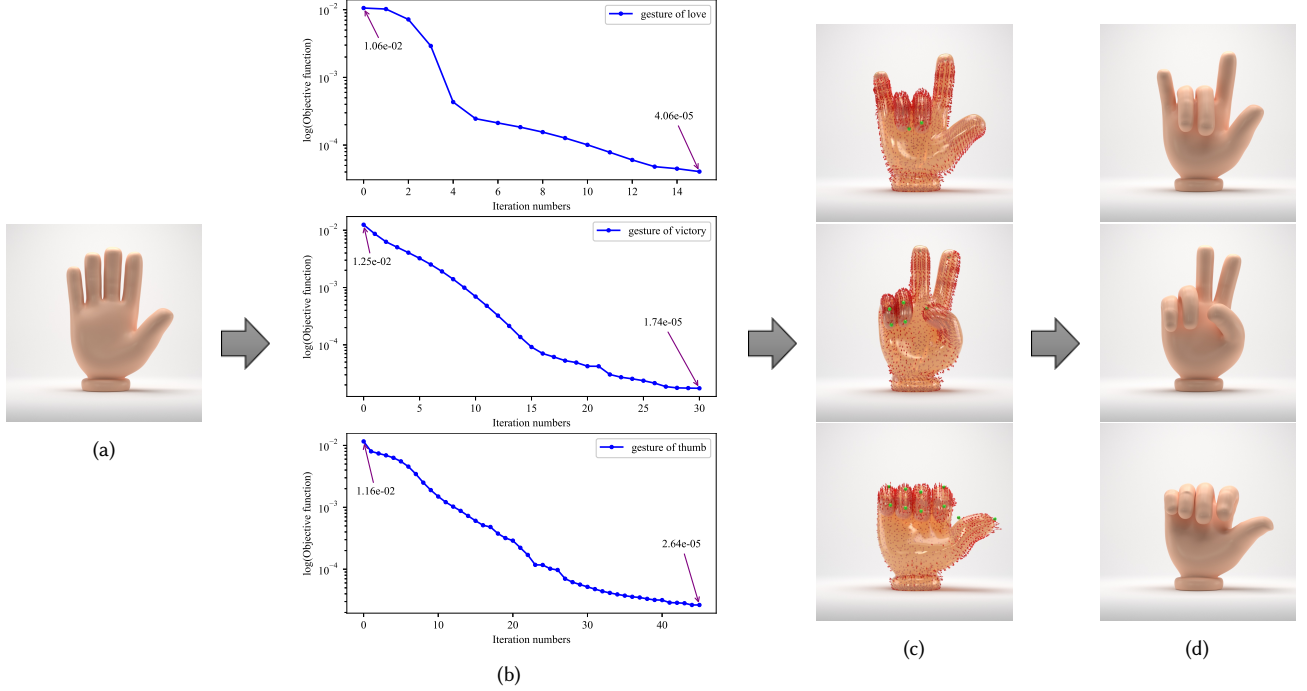 10⁻²
10⁻³
10⁻⁴
log(Objective function)
gesture of love
1.06e-02
4.06e-05
0 2 4 6 8 10 12 14
Iteration numbers
10⁻²
10⁻³
10⁻⁴
log(Objective function)
gesture of victory
1.25e-02
1.74e-05
0 5 10 15 20 25 30
Iteration numbers
10⁻²
10⁻³
10⁻⁴
log(Objective function)
gesture of thumb
1.16e-02
2.64e-05
0 10 20 30 40
Iteration numbers
(a)
(b)
(c)
(d)